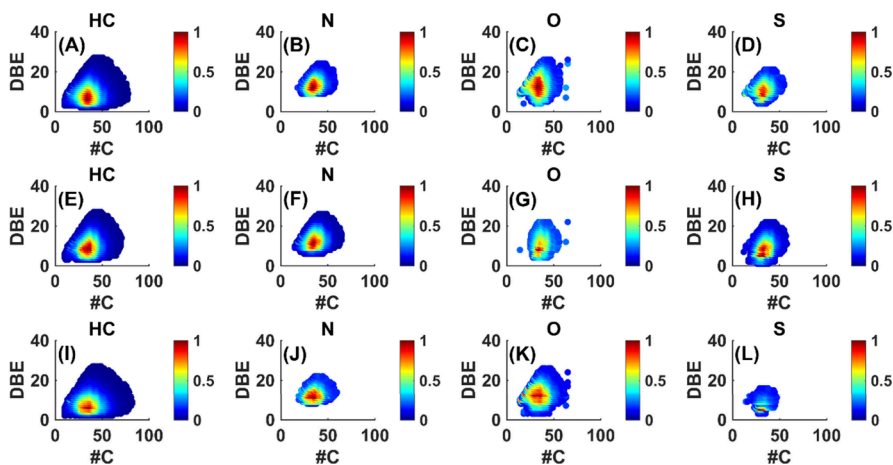 HC N O S
40 1 40 1 40 1 40 1
(A) (B) (C) (D)
DBE 20 0.5 DBE 20 0.5 DBE 20 0.5 DBE 20 0.5
0 0 0 0 0 0 0 0
0 50 100 0 50 100 0 50 100 0 50 100
#C #C #C #C
HC N O S
40 1 40 1 40 1 40 1
(E) (F) (G) (H)
DBE 20 0.5 DBE 20 0.5 DBE 20 0.5 DBE 20 0.5
0 0 0 0 0 0 0 0
0 50 100 0 50 100 0 50 100 0 50 100
#C #C #C #C
HC N O S
40 1 40 1 40 1 40 1
(I) (J) (K) (L)
DBE 20 0.5 DBE 20 0.5 DBE 20 0.5 DBE 20 0.5
0 0 0 0 0 0 0 0
0 50 100 0 50 100 0 50 100 0 50 100
#C #C #C #C